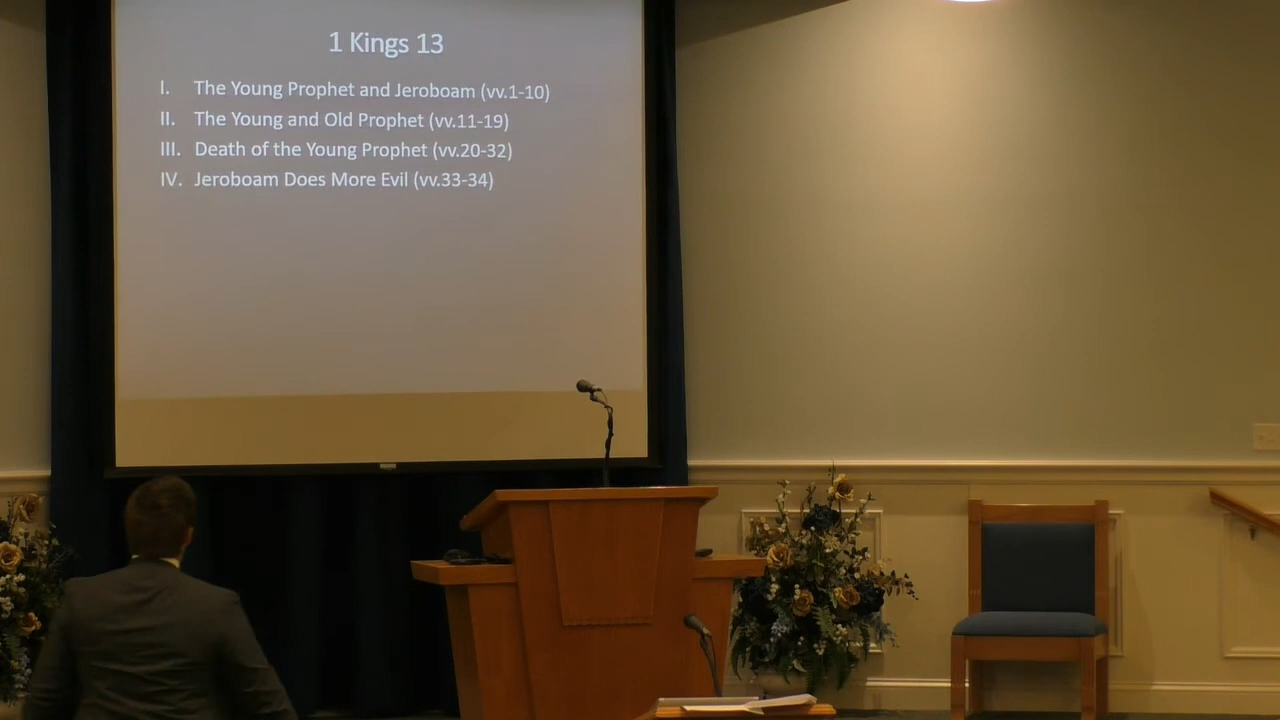 1 Kings 13
I. The Young Prophet and Jeroboam (vv.1-10)
II. The Young and Old Prophet (vv.11-19)
III. Death of the Young Prophet (vv.20-32)
IV. Jeroboam Does More Evil (vv.33-34)